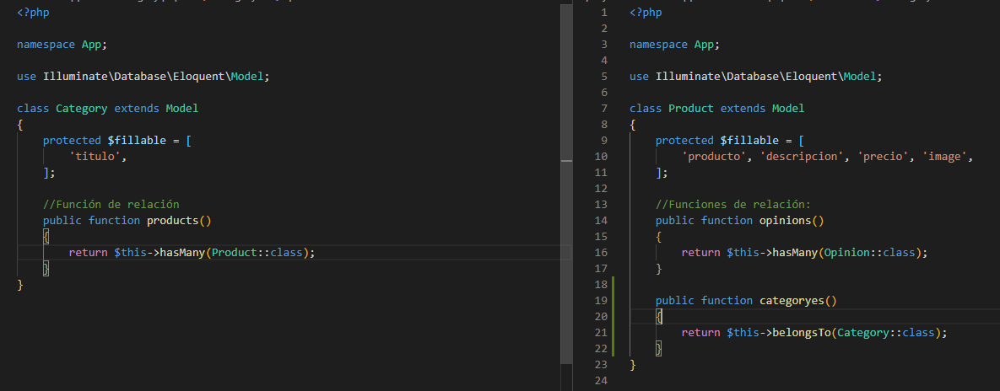 <?php
namespace App;
use Illuminate\Database\Eloquent\Model;
class Category extends Model
{
    protected $fillable = [
        'titulo',
    ];
    //Función de relación
    public function products()
    {
        return $this->hasMany(Product::class);
    }
}
1 <?php
2
3 namespace App;
4
5 use Illuminate\Database\Eloquent\Model;
6
7 class Product extends Model
8 {
9     protected $fillable = [
10         'producto', 'descripcion', 'precio', 'image',
11     ];
12
13     //Funciones de relación:
14     public function opinions()
15     {
16         return $this->hasMany(Opinion::class);
17     }
18
19     public function categoryes()
20     {
21         return $this->belongsTo(Category::class);
22     }
23 }
24